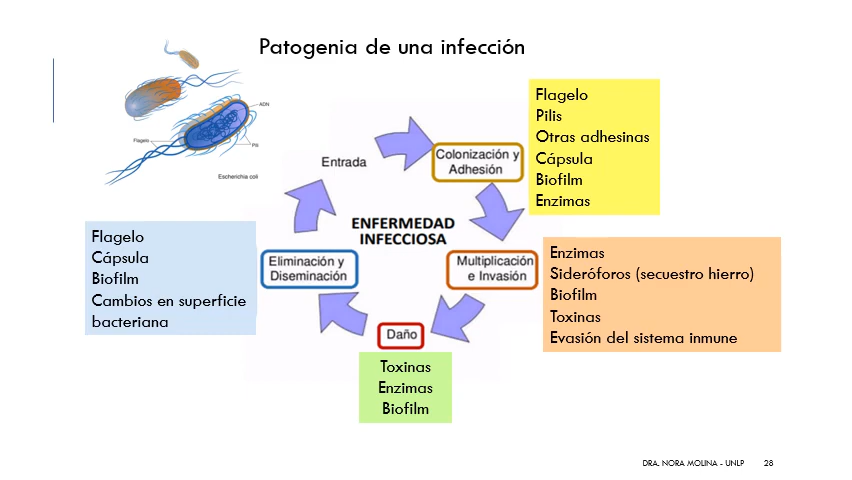 Patogenia de una infección
ADN
Flagelo
Pili
Escherichia coli
Entrada
Colonización y
Adhesión
Flagelo
Pilis
Otras adhesinas
Cápsula
Biofilm
Enzimas
ENFERMEDAD
INFECCIOSA
Multiplicación
e Invasión
Enzimas
Sideróforos (secuestro hierro)
Biofilm
Toxinas
Evasión del sistema inmune
Daño
Toxinas
Enzimas
Biofilm
Eliminación y
Diseminación
Flagelo
Cápsula
Biofilm
Cambios en superficie
bacteriana
DRA. NORA MOLINA - UNLP
28